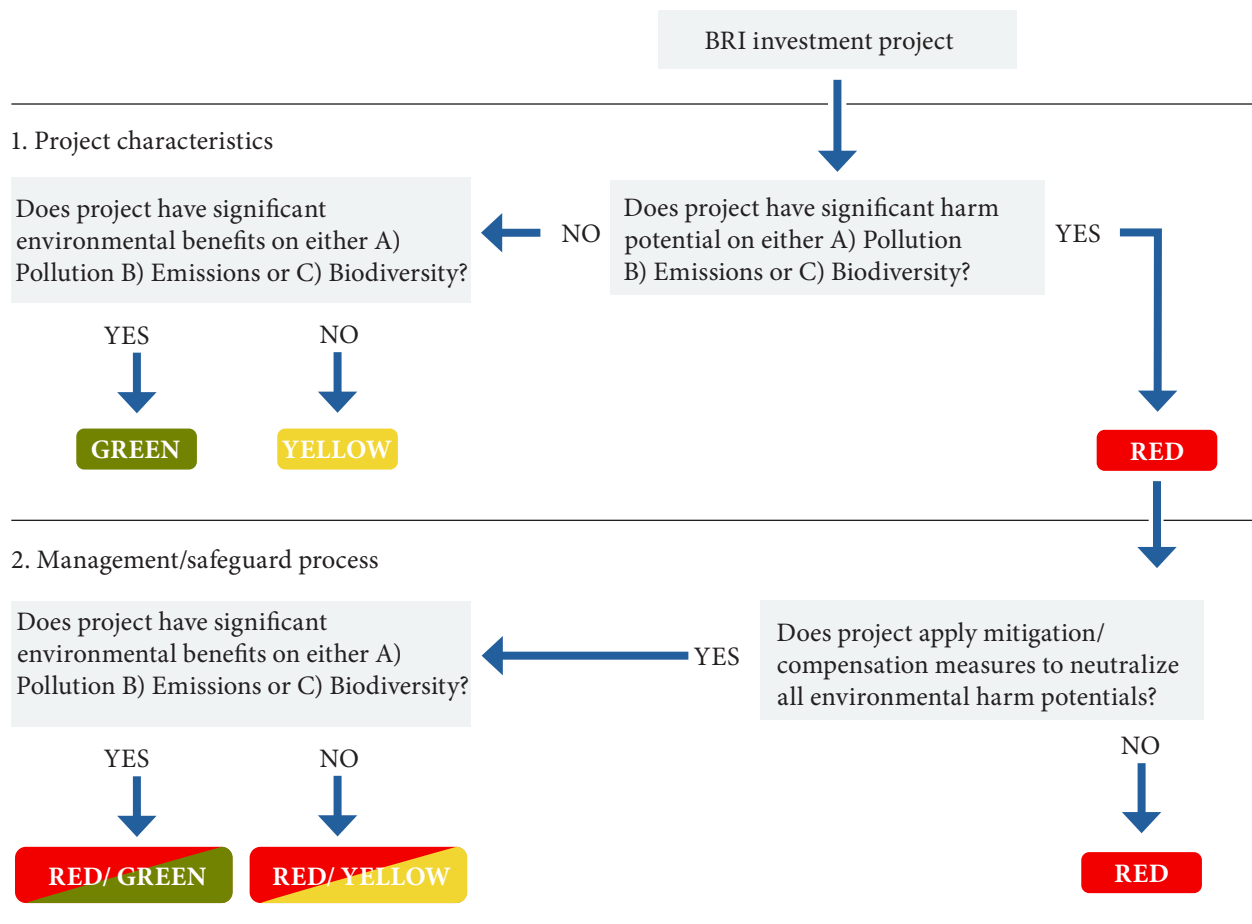 BRI investment project
1. Project characteristics
Does project have significant
environmental benefits on either A)
Pollution B) Emissions or C) Biodiversity?
NO
Does project have significant harm
potential on either A) Pollution
B) Emissions or C) Biodiversity?
YES
YES
NO
GREEN
YELLOW
RED
2. Management/safeguard process
Does project have significant
environmental benefits on either A)
Pollution B) Emissions or C) Biodiversity?
YES
Does project apply mitigation/
compensation measures to neutralize
all environmental harm potentials?
YES
NO
NO
RED/ GREEN
RED/ YELLOW
RED